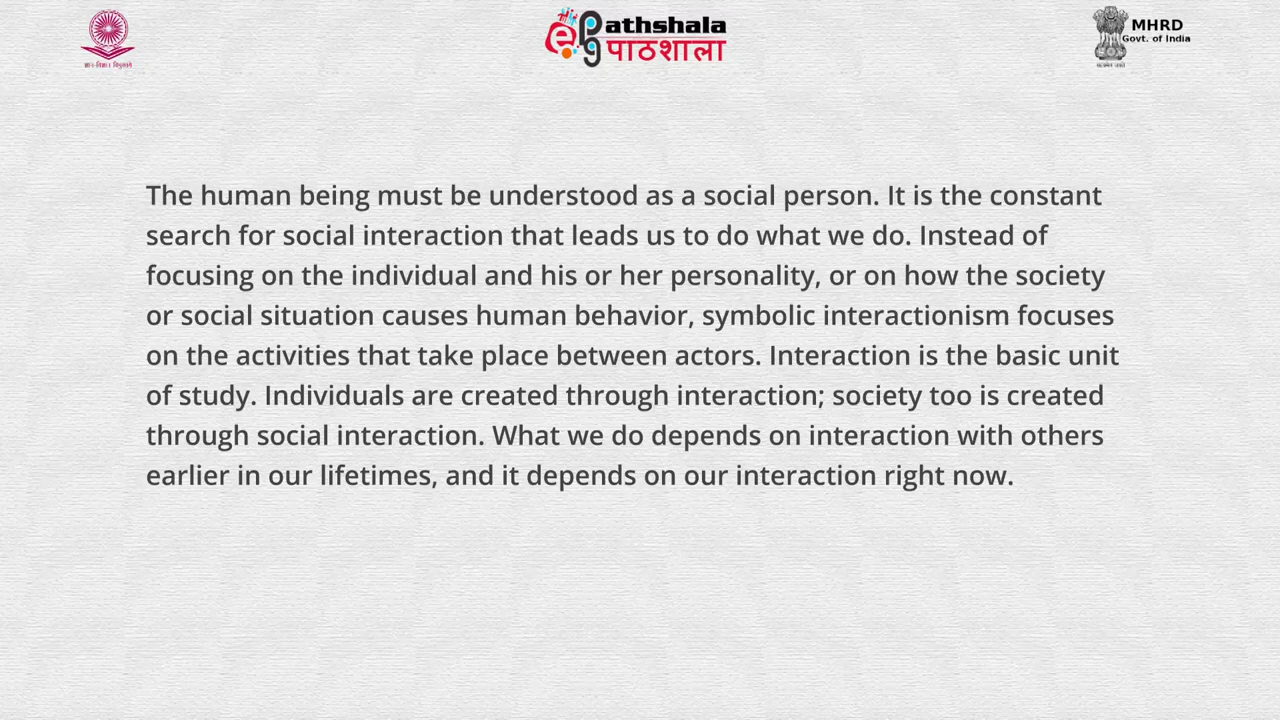 ePGpathshala
पाठशाला
MHRD
Govt. of India
The human being must be understood as a social person. It is the constant
search for social interaction that leads us to do what we do. Instead of
focusing on the individual and his or her personality, or on how the society
or social situation causes human behavior, symbolic interactionism focuses
on the activities that take place between actors. Interaction is the basic unit
of study. Individuals are created through interaction; society too is created
through social interaction. What we do depends on interaction with others
earlier in our lifetimes, and it depends on our interaction right now.